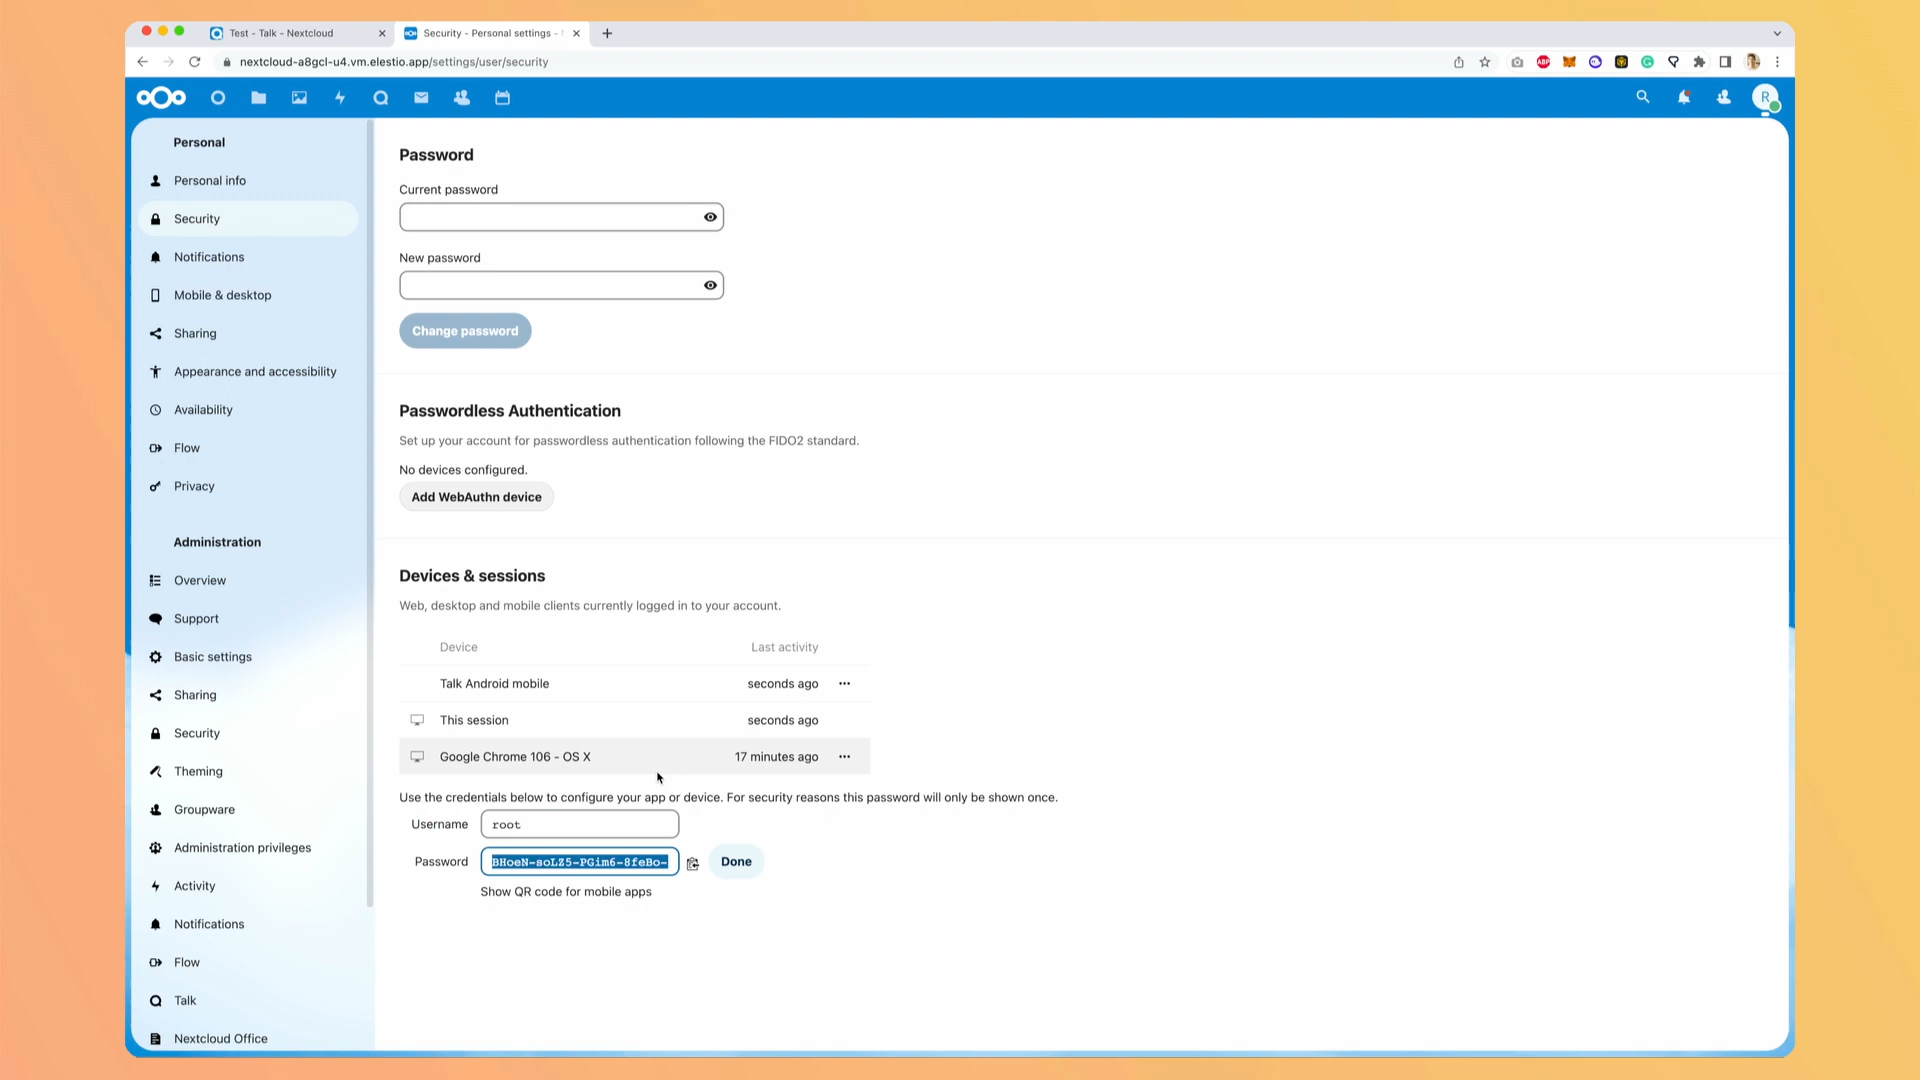 Test - Talk - Nextcloud
Security - Personal settings -
nextcloud-a8gcl-u4.vm.elestio.app/settings/user/security
ABP
R
Personal
Personal info
Security
Notifications
Mobile & desktop
Sharing
Appearance and accessibility
Availability
Flow
Privacy
Administration
Overview
Support
Basic settings
Sharing
Security
Theming
Groupware
Administration privileges
Activity
Notifications
Flow
Talk
Nextcloud Office
Password
Current password
New password
Change password
Passwordless Authentication
Set up your account for passwordless authentication following the FIDO2 standard.
No devices configured.
Add WebAuthn device
Devices & sessions
Web, desktop and mobile clients currently logged in to your account.
Device Last activity
Talk Android mobile seconds ago
This session seconds ago
Google Chrome 106 - OS X 17 minutes ago
Use the credentials below to configure your app or device. For security reasons this password will only be shown once.
Username root
Password BHoeN-soLZ5-PGim6-8feBo- Done
Show QR code for mobile apps